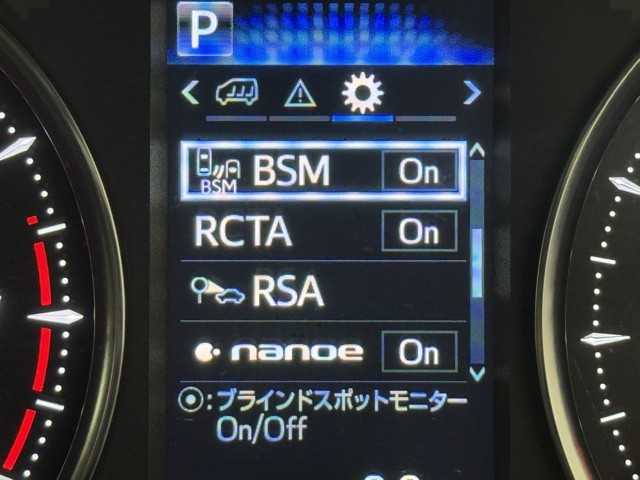 P
BSM BSM On
RCTA On
RSA
nanoe On
⦿:ブラインドスポットモニター
On/Off